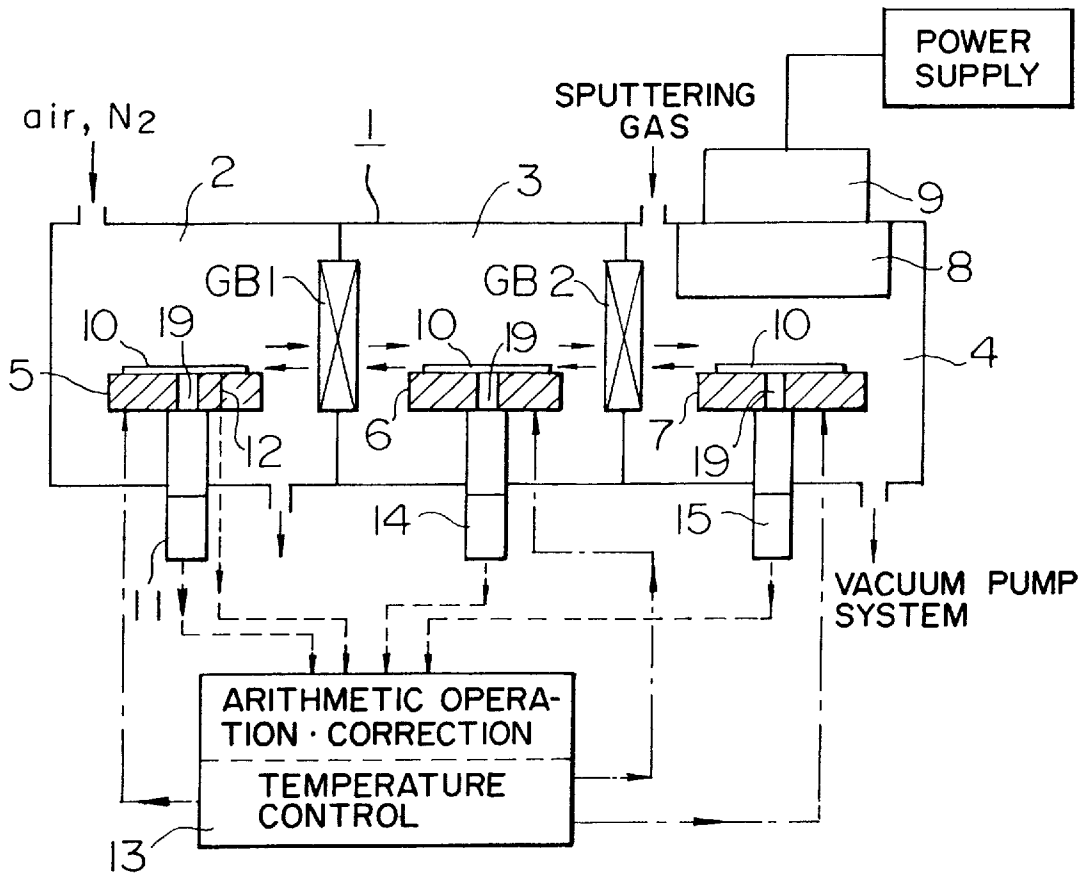 POWER
SUPPLY
SPUTTERING
GAS
air, N2
1
2
3
9
8
GB1
GB2
10
19
10
19
10
4
5
12
6
7
19
14
15
11
VACUUM PUMP
SYSTEM
ARITHMETIC OPERA-
TION · CORRECTION
TEMPERATURE
CONTROL
13